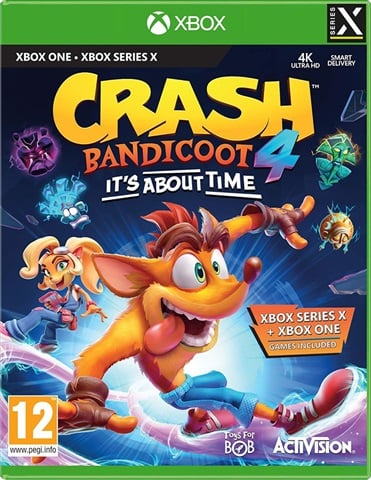 XBOX
SERIES X
XBOX ONE • XBOX SERIES X
4K
ULTRA HD
SMART
DELIVERY
CRASH™
BANDICOOT 4
IT'S ABOUT TIME
XBOX SERIES X
+ XBOX ONE
GAMES INCLUDED
12
www.pegi.info
TOYS FOR
BOB
ACTIVISION